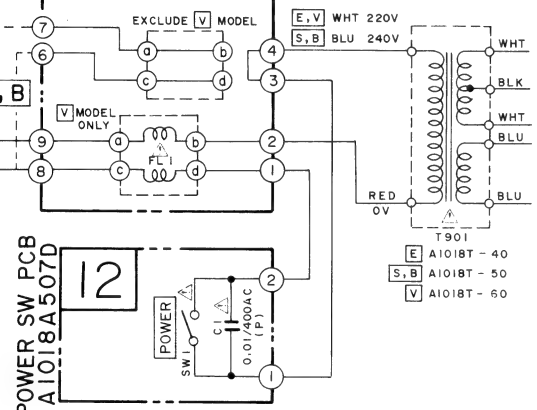 EXCLUDE V MODEL
E, V WHT 220V
S, B BLU 240V
7
6
a
b
c
d
4
3
, B
V MODEL
ONLY
9
8
a
b
c
d
FL 1
2
1
RED
0V
WHT
BLK
WHT
BLU
BLU
T901
E A1018T - 40
S, B A1018T - 50
V A1018T - 60
POWER SW PCB
A1018A507D
12
POWER
SW1
C1
0.01/400AC
(P)
2
1